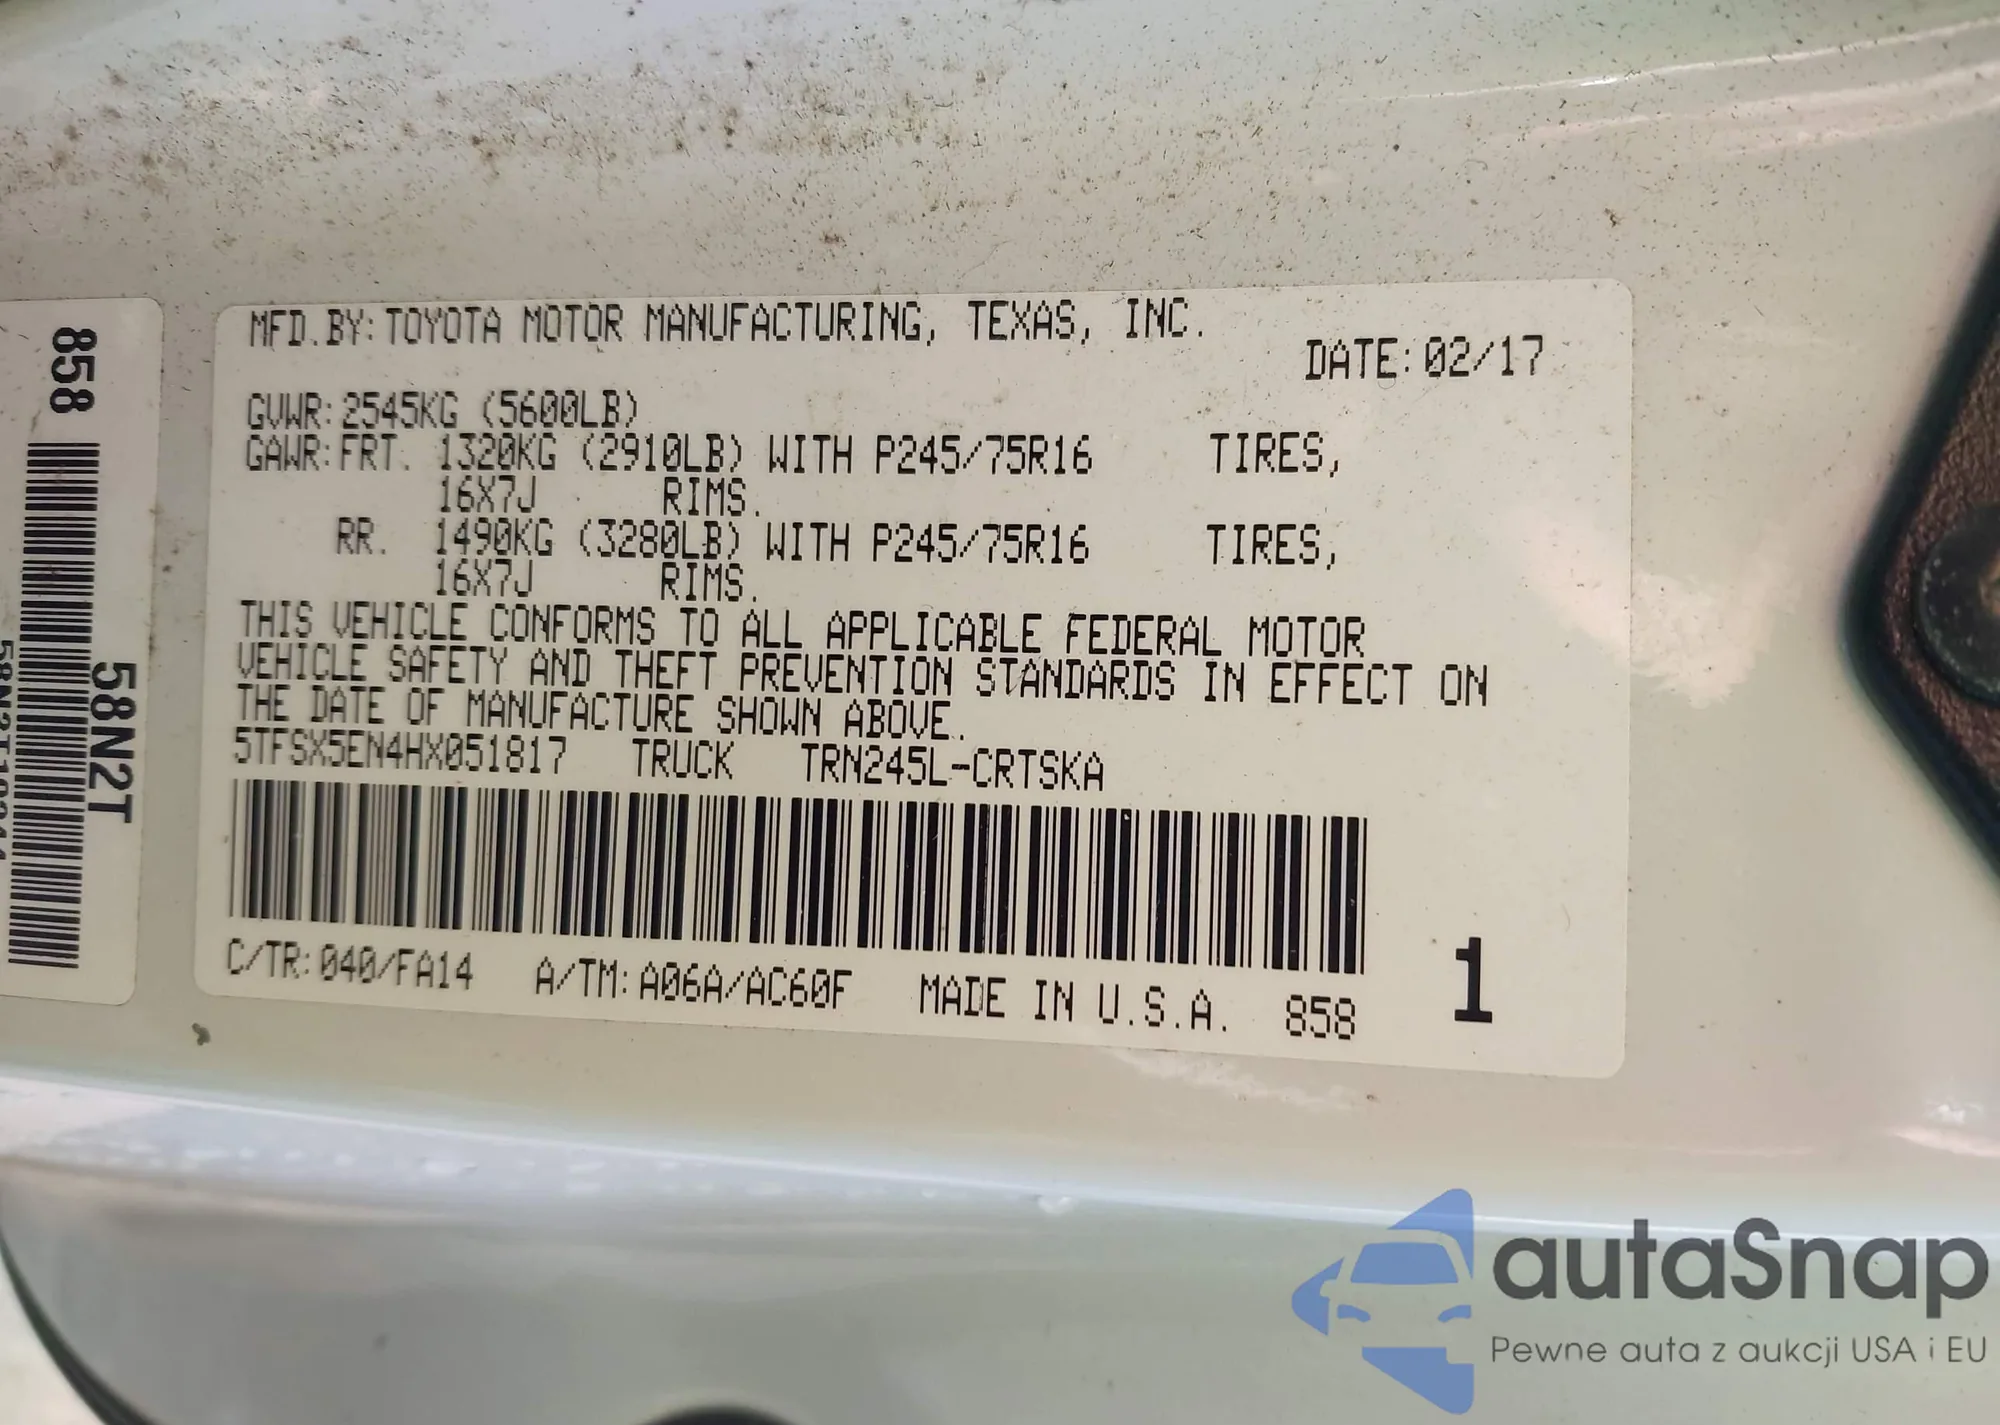 858
58N2T
MFD.BY:TOYOTA MOTOR MANUFACTURING, TEXAS, INC.
DATE:02/17
GVWR:2545KG (5600LB)
GAWR:FRT. 1320KG (2910LB) WITH P245/75R16 TIRES,
16X7J RIMS.
RR. 1490KG (3280LB) WITH P245/75R16 TIRES,
16X7J RIMS.
THIS VEHICLE CONFORMS TO ALL APPLICABLE FEDERAL MOTOR
VEHICLE SAFETY AND THEFT PREVENTION STANDARDS IN EFFECT ON
THE DATE OF MANUFACTURE SHOWN ABOVE.
5TFSX5EN4HX051817 TRUCK TRN245L-CRTSKA
C/TR:040/FA14 A/TM:A06A/AC60F MADE IN U.S.A. 858
1
autaSnap
Pewne auta z aukcji USA i EU